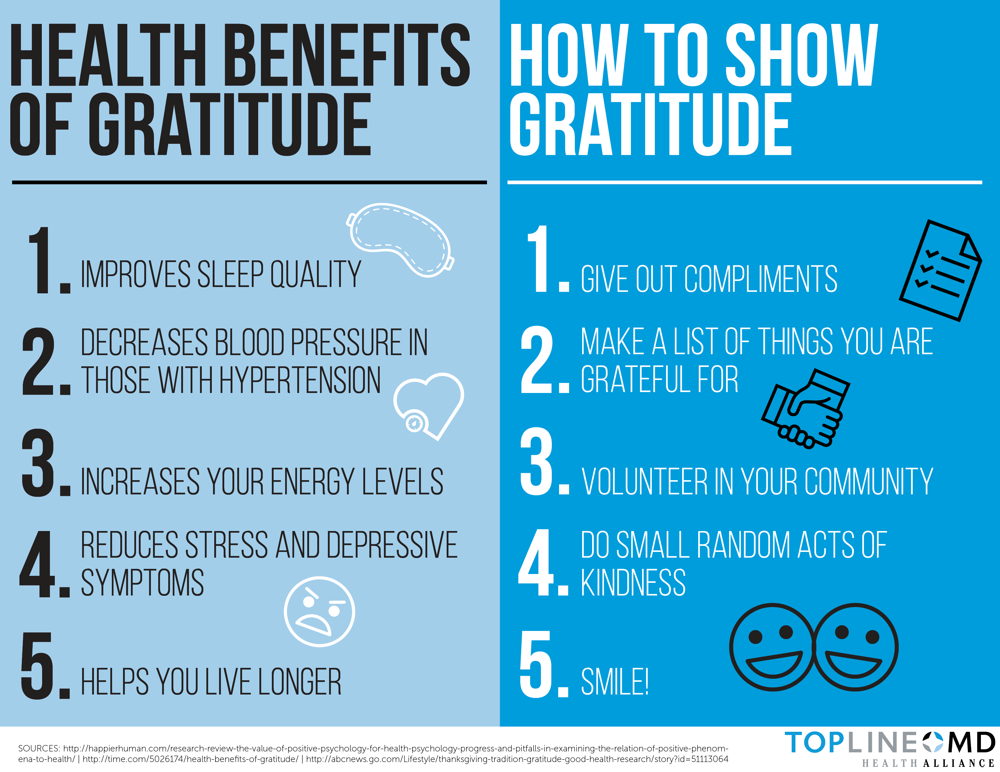 HEALTH BENEFITS
OF GRATITUDE
1. IMPROVES SLEEP QUALITY
2. DECREASES BLOOD PRESSURE IN
THOSE WITH HYPERTENSION
3. INCREASES YOUR ENERGY LEVELS
4. REDUCES STRESS AND DEPRESSIVE
SYMPTOMS
5. HELPS YOU LIVE LONGER
HOW TO SHOW
GRATITUDE
1. GIVE OUT COMPLIMENTS
2. MAKE A LIST OF THINGS YOU ARE
GRATEFUL FOR
3. VOLUNTEER IN YOUR COMMUNITY
4. DO SMALL RANDOM ACTS OF
KINDNESS
5. SMILE!
SOURCES: http://happierhuman.com/research-review-the-value-of-positive-psychology-for-health-psychology-progress-and-pitfalls-in-examining-the-relation-of-positive-phenom-
ena-to-health/ | http://time.com/5026174/health-benefits-of-gratitude/ | http://abcnews.go.com/Lifestyle/thanksgiving-tradition-gratitude-good-health-research/story?id=51113064
TOPLINE MD
HEALTH ALLIANCE